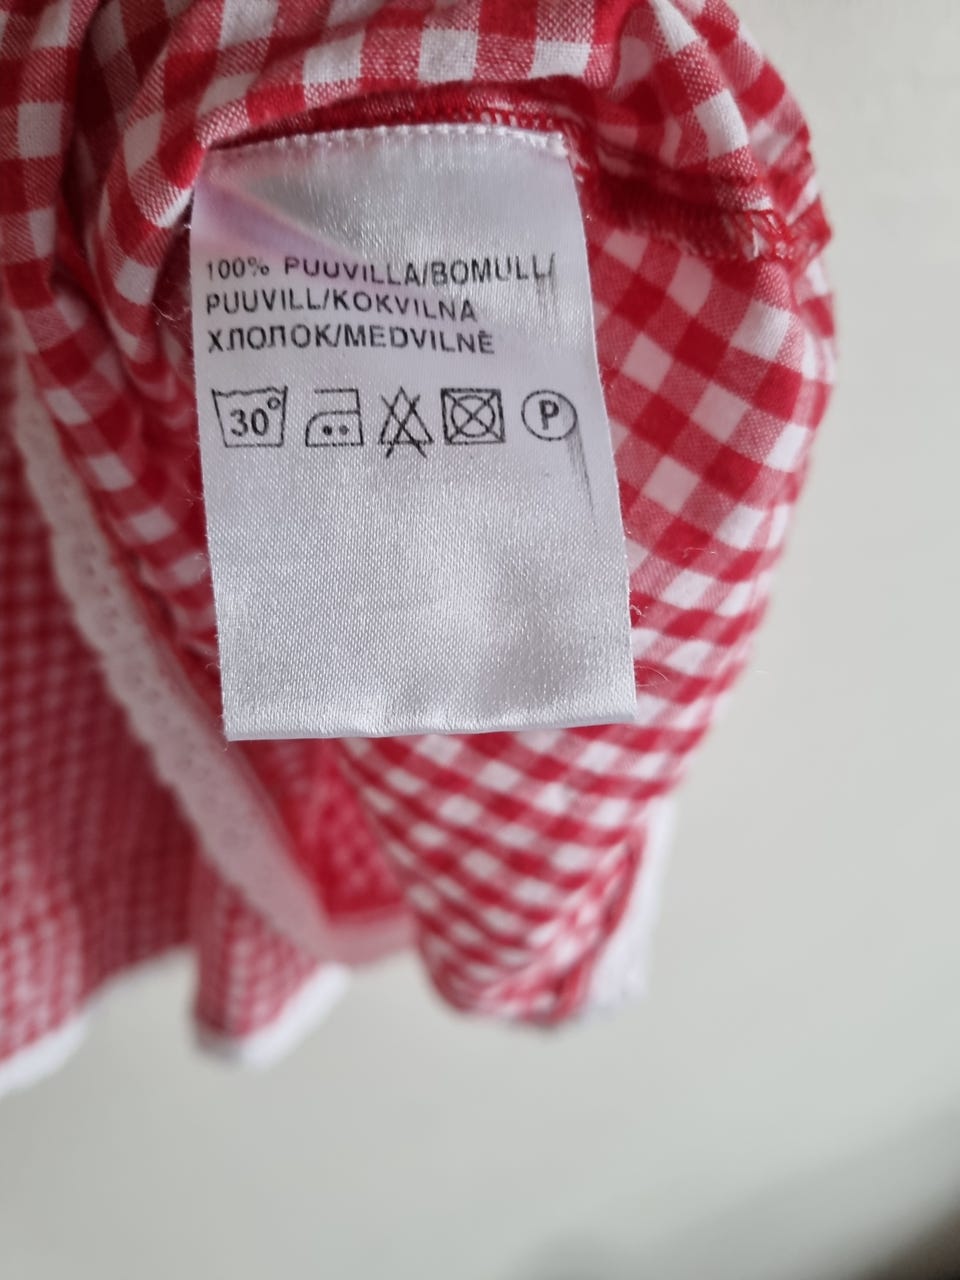 100% PUUVILLA/BOMULL/
PUUVILL/KOKVILNA
ХЛОПОК/MEDVILNĖ
30°
P